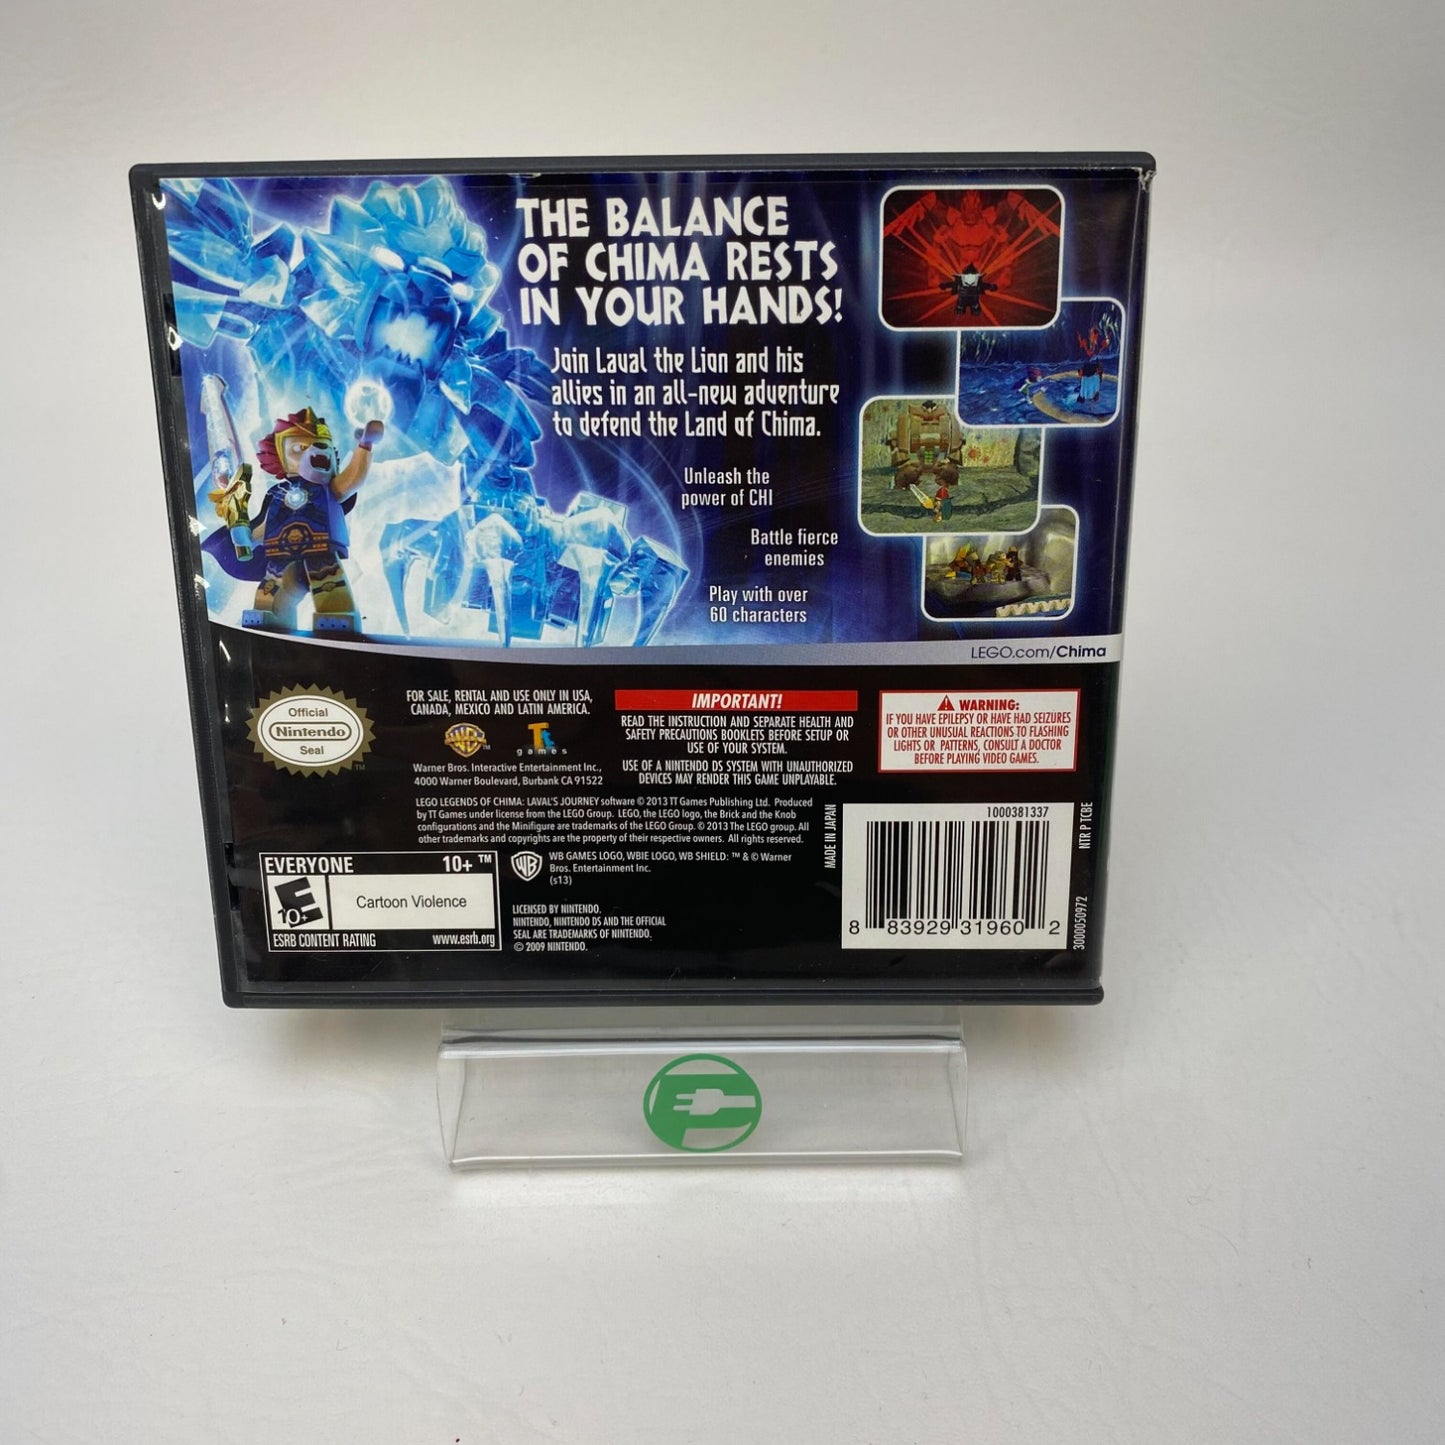 THE BALANCE
OF CHIMA RESTS
IN YOUR HANDS!
Join Laval the Lion and his
allies in an all-new adventure
to defend the Land of Chima.
Unleash the
power of CHI
Battle fierce
enemies
Play with over
60 characters
LEGO.com/Chima
Official
Nintendo
Seal
TM
FOR SALE, RENTAL AND USE ONLY IN USA,
CANADA, MEXICO AND LATIN AMERICA.
WB
TM
Tt
games
Warner Bros. Interactive Entertainment Inc.,
4000 Warner Boulevard, Burbank CA 91522
IMPORTANT!
READ THE INSTRUCTION AND SEPARATE HEALTH AND
SAFETY PRECAUTIONS BOOKLETS BEFORE SETUP OR
USE OF YOUR SYSTEM.
USE OF A NINTENDO DS SYSTEM WITH UNAUTHORIZED
DEVICES MAY RENDER THIS GAME UNPLAYABLE.
WARNING:
IF YOU HAVE EPILEPSY OR HAVE HAD SEIZURES
OR OTHER UNUSUAL REACTIONS TO FLASHING
LIGHTS OR PATTERNS, CONSULT A DOCTOR
BEFORE PLAYING VIDEO GAMES.
LEGO LEGENDS OF CHIMA: LAVAL'S JOURNEY software © 2013 TT Games Publishing Ltd. Produced
by TT Games under license from the LEGO Group. LEGO, the LEGO logo, the Brick and the Knob
configurations and the Minifigure are trademarks of the LEGO Group. © 2013 The LEGO group. All
other trademarks and copyrights are the property of their respective owners. All rights reserved.
WB
WB GAMES LOGO, WBIE LOGO, WB SHIELD: ™ & © Warner
Bros. Entertainment Inc.
(s13)
LICENSED BY NINTENDO.
NINTENDO, NINTENDO DS AND THE OFFICIAL
SEAL ARE TRADEMARKS OF NINTENDO.
© 2009 NINTENDO.
EVERYONE 10+ ™
E
10+
Cartoon Violence
ESRB CONTENT RATING www.esrb.org
MADE IN JAPAN
1000381337
8 83929 31960 2
NTR P TCBE
3000050972